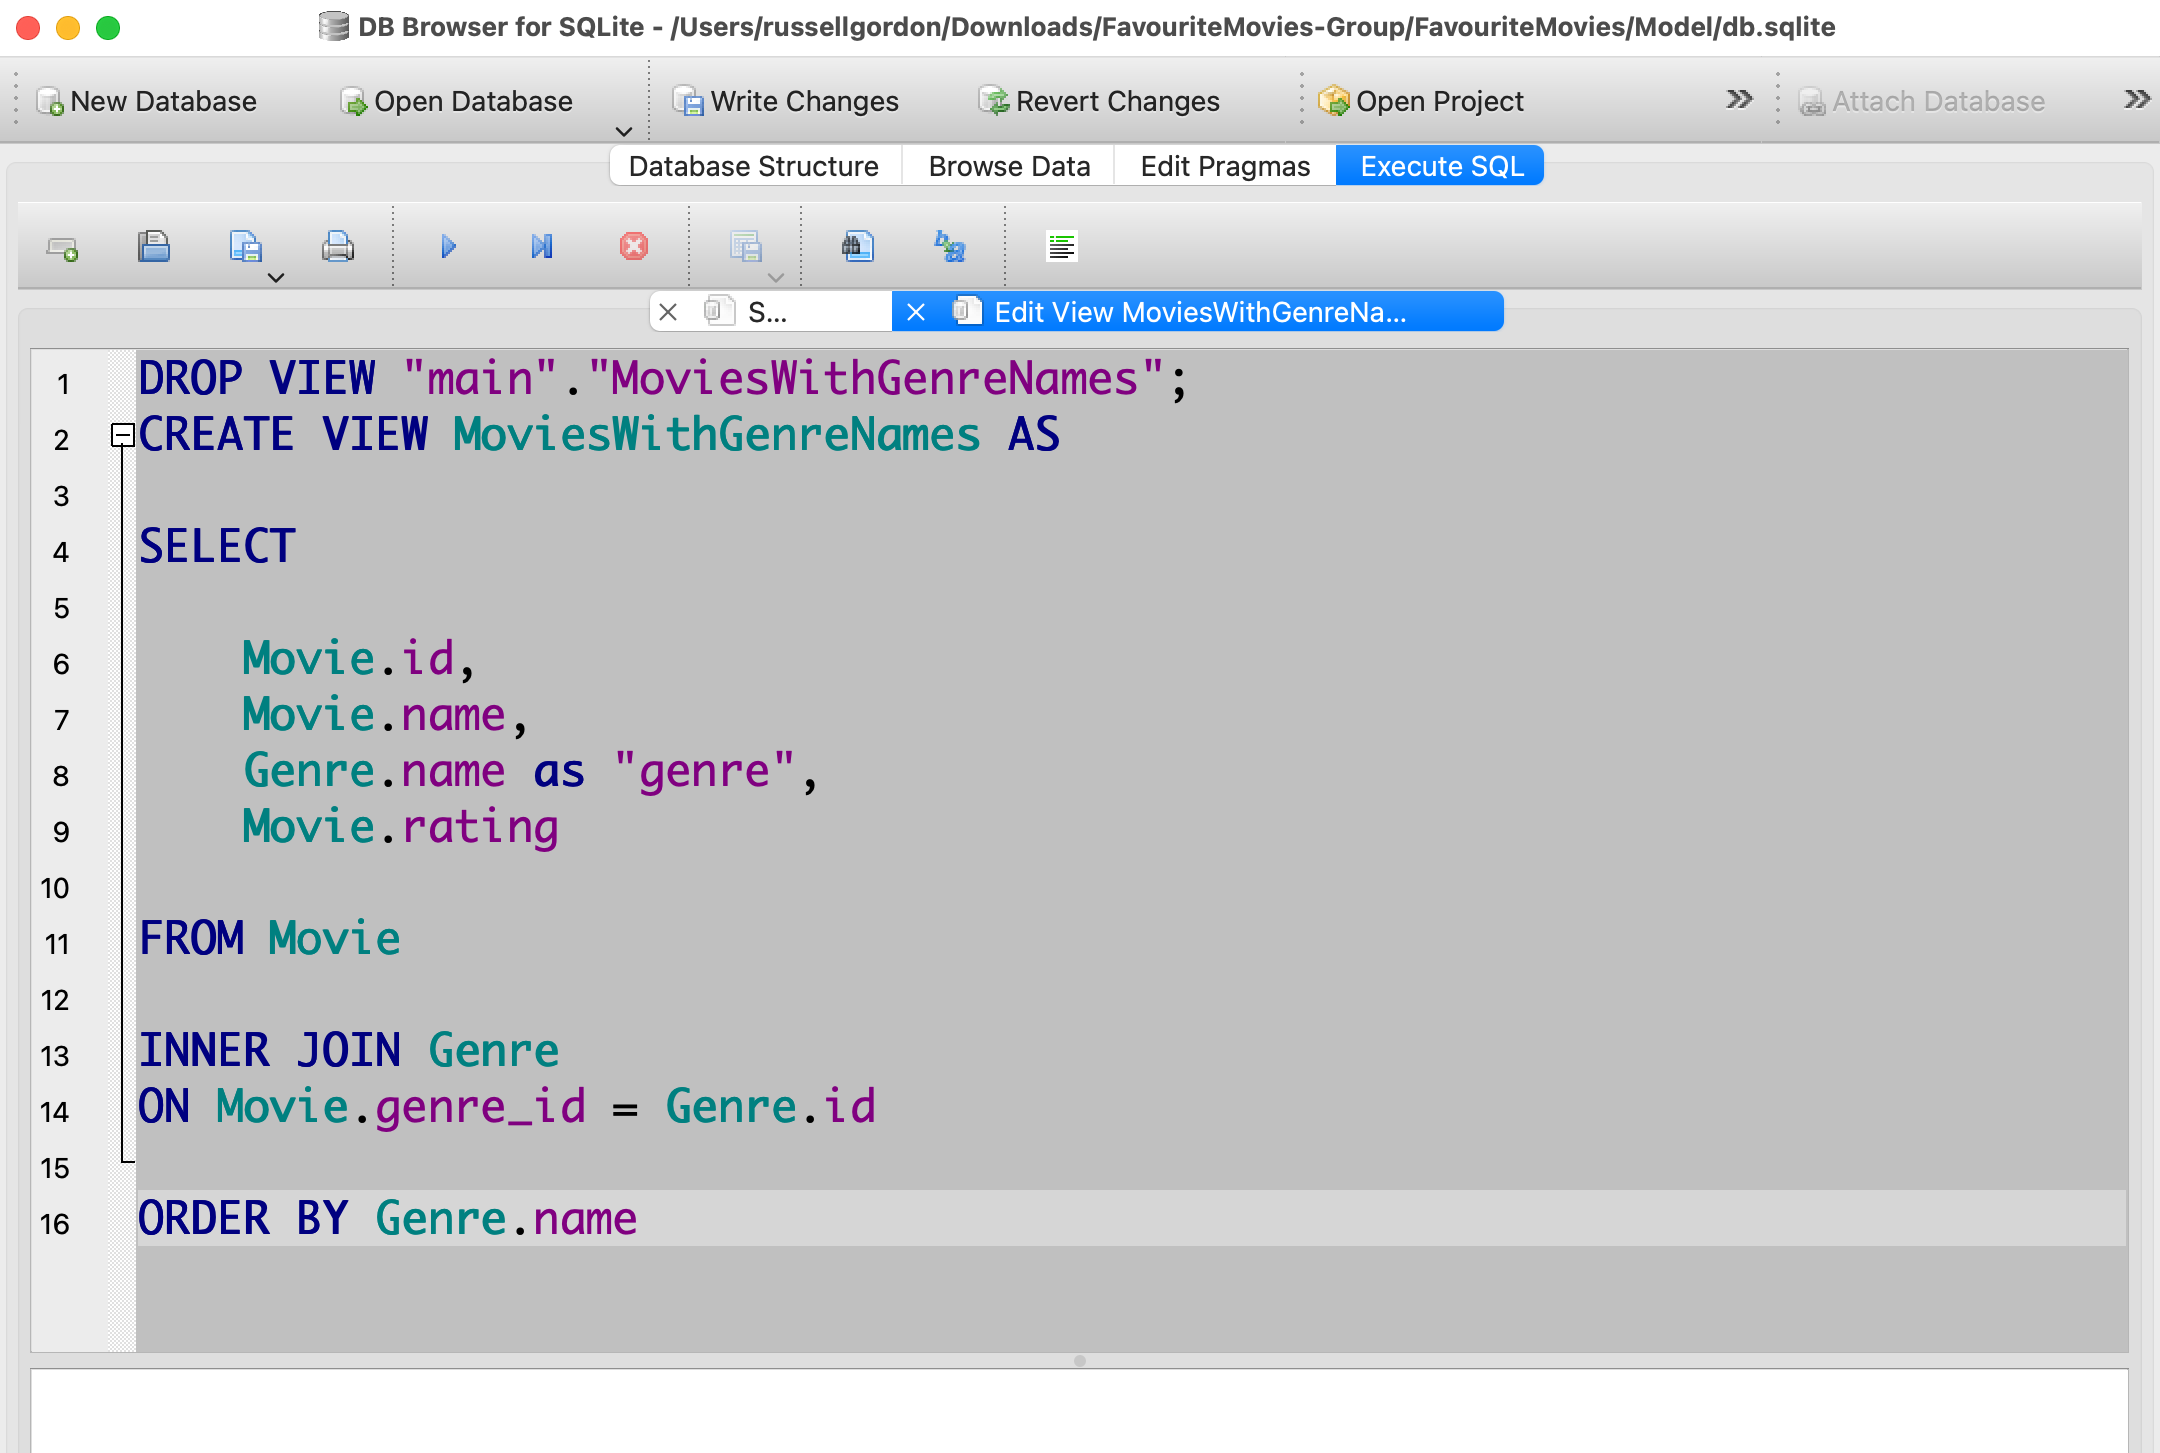 DB Browser for SQLite - /Users/russellgordon/Downloads/FavouriteMovies-Group/FavouriteMovies/Model/db.sqlite
New Database Open Database Write Changes Revert Changes Open Project Attach Database
Database Structure Browse Data Edit Pragmas Execute SQL
S... Edit View MoviesWithGenreNa...
1 DROP VIEW "main"."MoviesWithGenreNames";
2 CREATE VIEW MoviesWithGenreNames AS
3
4 SELECT
5
6 Movie.id,
7 Movie.name,
8 Genre.name as "genre",
9 Movie.rating
10
11 FROM Movie
12
13 INNER JOIN Genre
14 ON Movie.genre_id = Genre.id
15
16 ORDER BY Genre.name